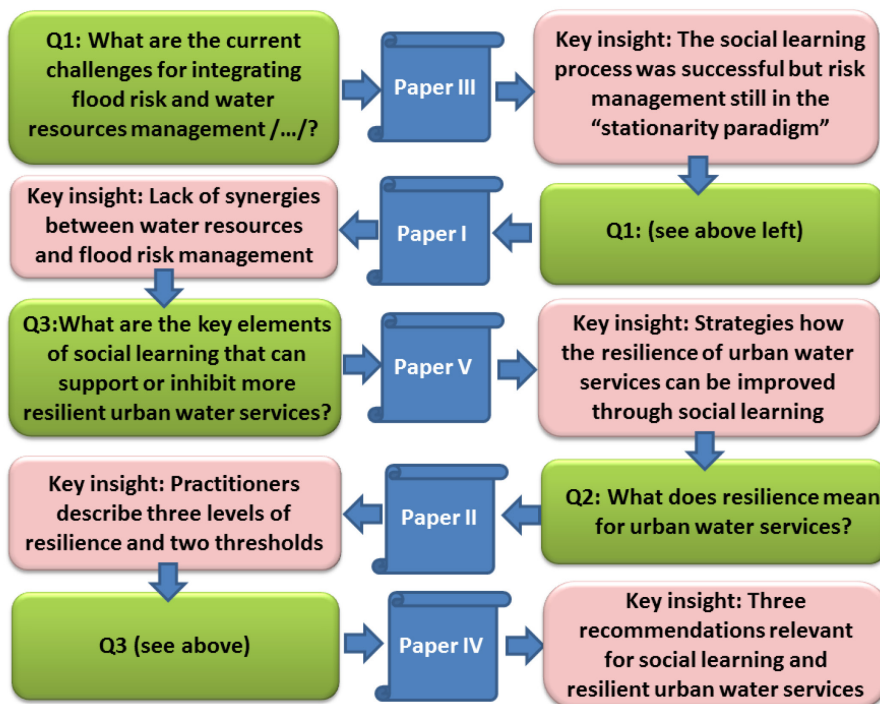 Q1: What are the current
challenges for integrating
flood risk and water
resources management /.../?
Paper III
Key insight: The social learning
process was successful but risk
management still in the
“stationarity paradigm”
Key insight: Lack of synergies
between water resources
and flood risk management
Paper I
Q1: (see above left)
Q3:What are the key elements
of social learning that can
support or inhibit more
resilient urban water services?
Paper V
Key insight: Strategies how
the resilience of urban water
services can be improved
through social learning
Key insight: Practitioners
describe three levels of
resilience and two thresholds
Paper II
Q2: What does resilience mean
for urban water services?
Q3 (see above)
Paper IV
Key insight: Three
recommendations relevant
for social learning and
resilient urban water services